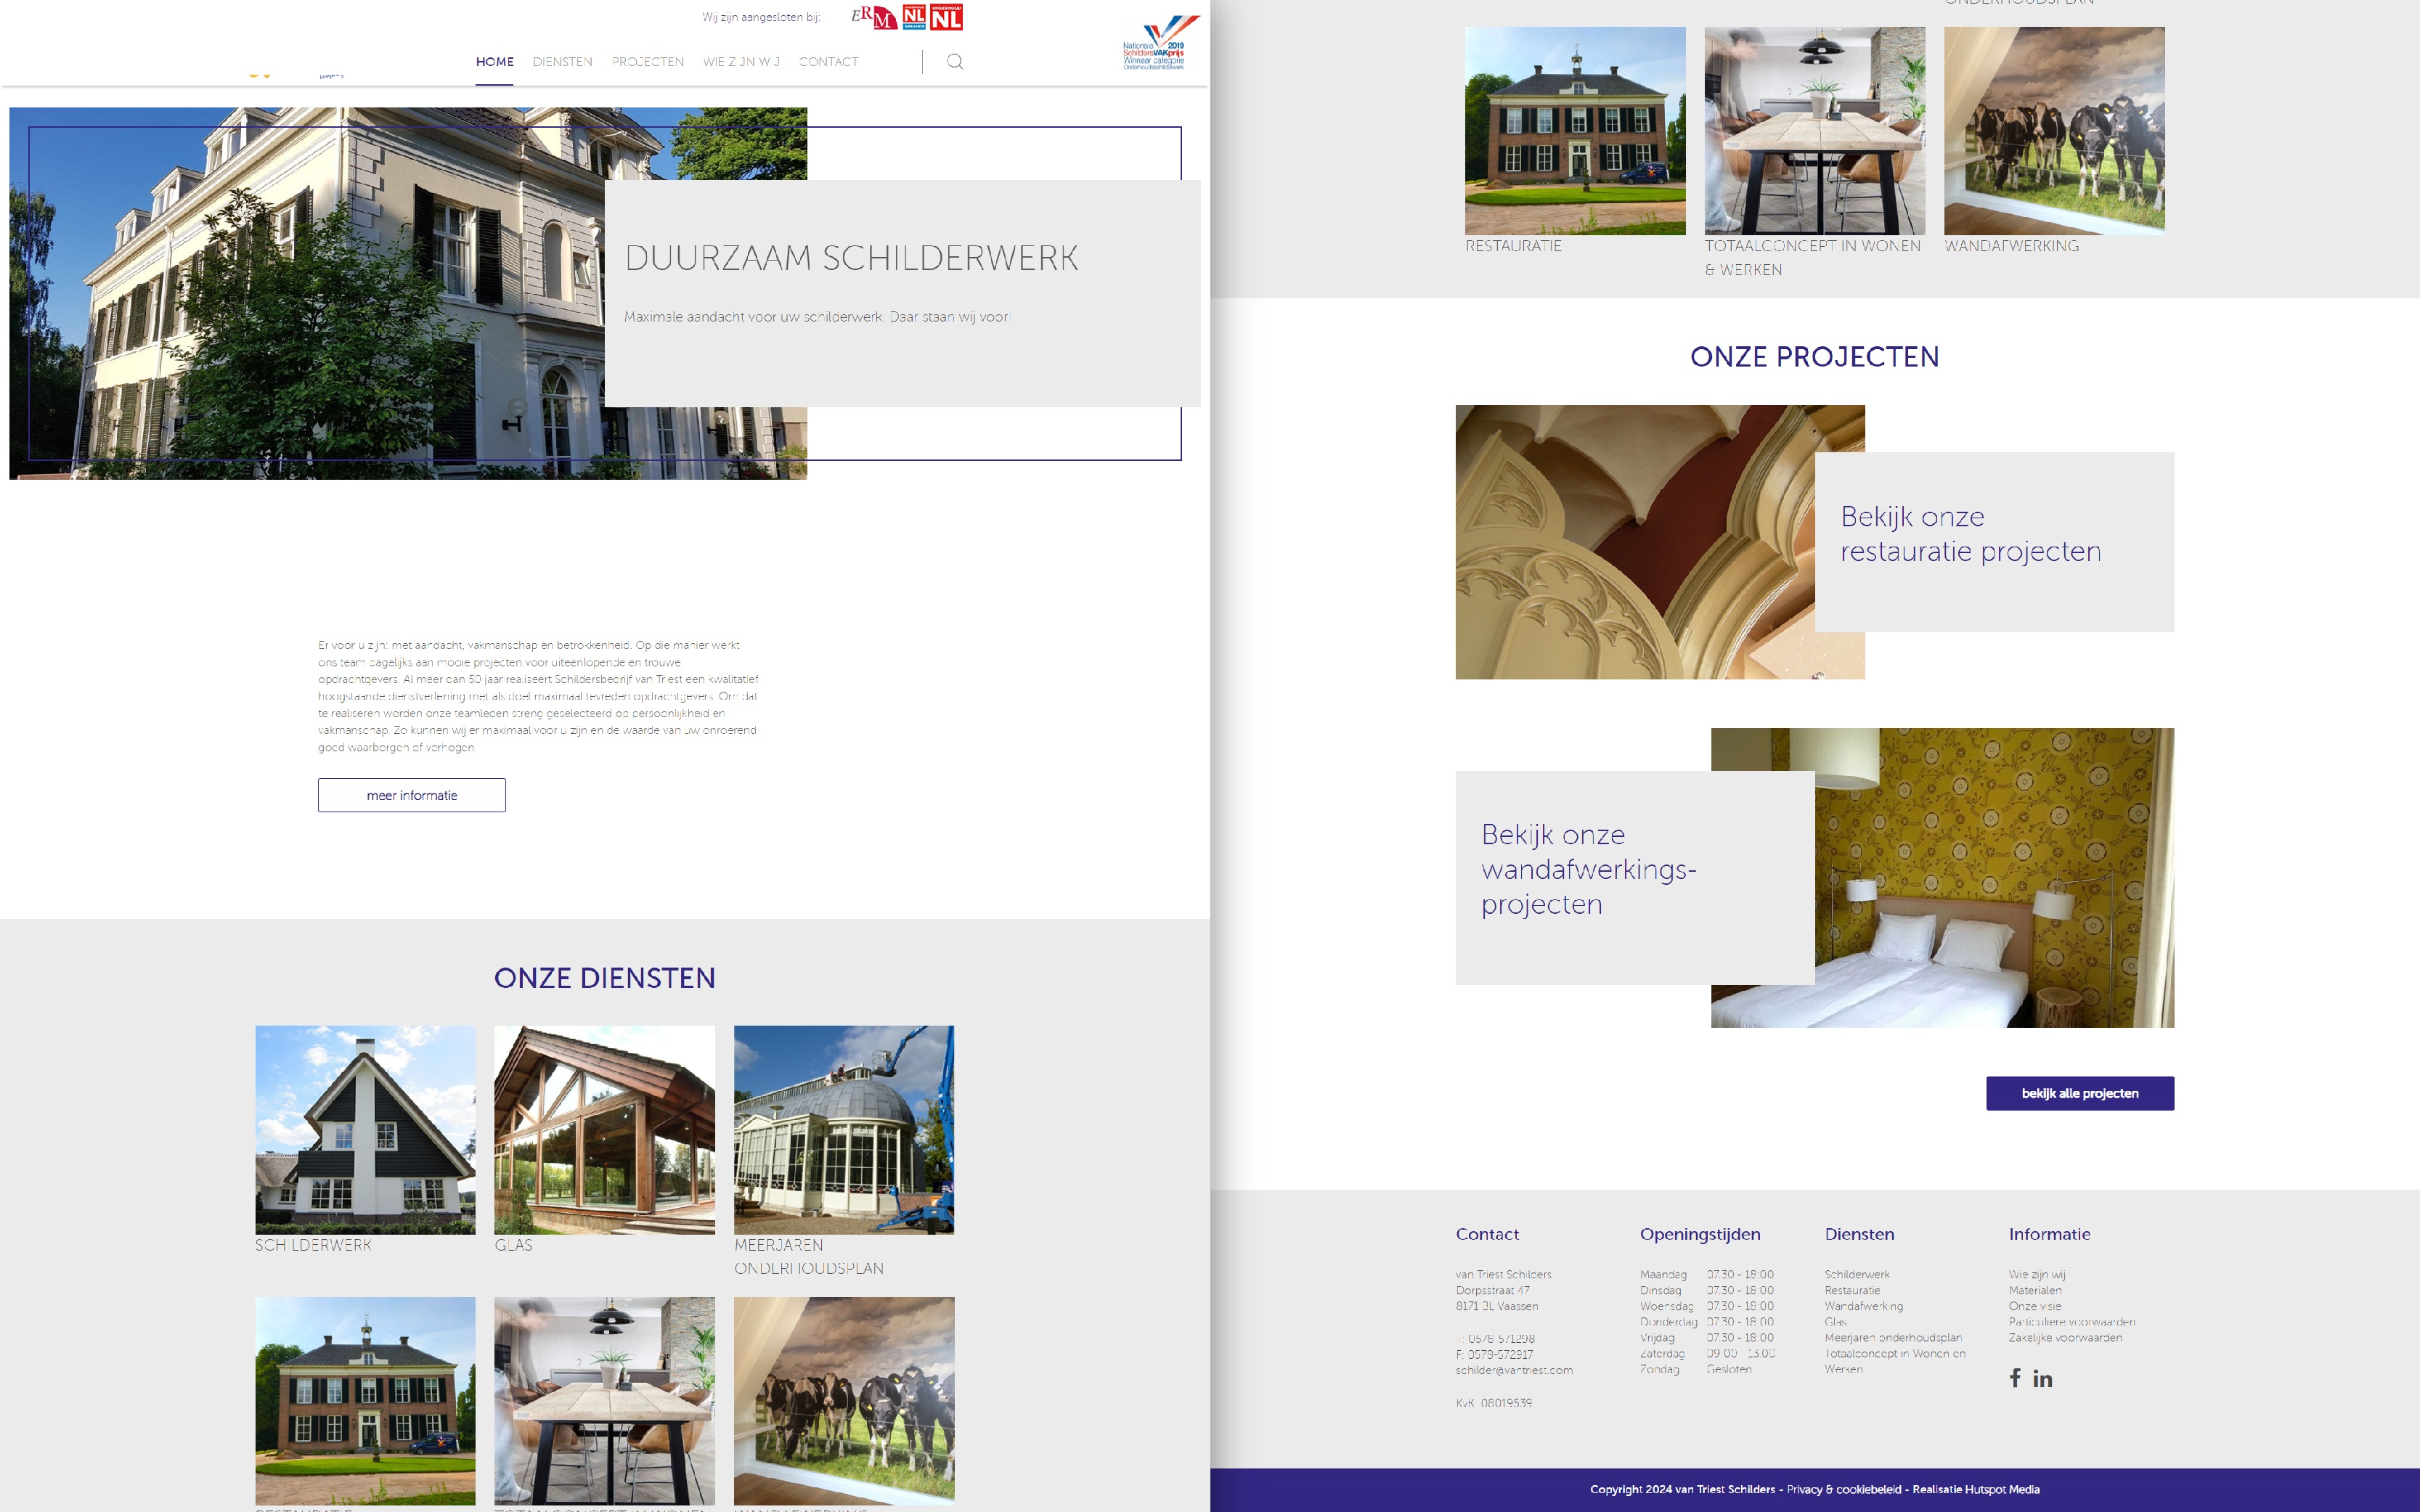 Wij zijn aangesloten bij:
ERM
NL
NL
Nationale 2019
SchildersVAKprijs
Winnaar categorie
Onderhoudsschilderwerk
HOME DIENSTEN PROJECTEN WIE ZIJN WIJ CONTACT
DUURZAAM SCHILDERWERK
Maximale aandacht voor uw schilderwerk. Daar staan wij voor!
Er voor u zijn: met aandacht, vakmanschap en betrokkenheid. Op die manier werkt
ons team dagelijks aan mooie projecten voor uiteenlopende en trouwe
opdrachtgevers. Al meer dan 50 jaar realiseert Schildersbedrijf van Triest een kwalitatief
hoogstaande dienstverlening met als doel maximaal tevreden opdrachtgevers. Om dat
te realiseren worden onze teamleden streng geselecteerd op persoonlijkheid en
vakmanschap. Zo kunnen wij er maximaal voor u zijn en de waarde van uw onroerend
goed waarborgen of verhogen.
meer informatie
ONZE DIENSTEN
SCHILDERWERK
GLAS
MEERJAREN
ONDERHOUDSPLAN
RESTAURATIE
TOTAALCONCEPT IN WONEN
WANDAFWERKING
ONDERHOUDSPLAN
RESTAURATIE
TOTAALCONCEPT IN WONEN
& WERKEN
WANDAFWERKING
ONZE PROJECTEN
Bekijk onze
restauratie projecten
Bekijk onze
wandafwerkings-
projecten
bekijk alle projecten
Contact
van Triest Schilders
Dorpsstraat 47
8171 BL Vaassen
T: 0578-571298
F: 0578-572917
schilder@vantriest.com
KvK: 08019539
Openingstijden
Maandag 07.30 - 18:00
Dinsdag 07.30 - 18:00
Woensdag 07.30 - 18:00
Donderdag 07.30 - 18:00
Vrijdag 07.30 - 18:00
Zaterdag 09:00 - 13.00
Zondag Gesloten
Diensten
Schilderwerk
Restauratie
Wandafwerking
Glas
Meerjaren onderhoudsplan
Totaalconcept in Wonen en
Werken
Informatie
Wie zijn wij
Materialen
Onze visie
Particuliere voorwaarden
Zakelijke voorwaarden
Copyright 2024 van Triest Schilders - Privacy & cookiebeleid - Realisatie Hutspot Media